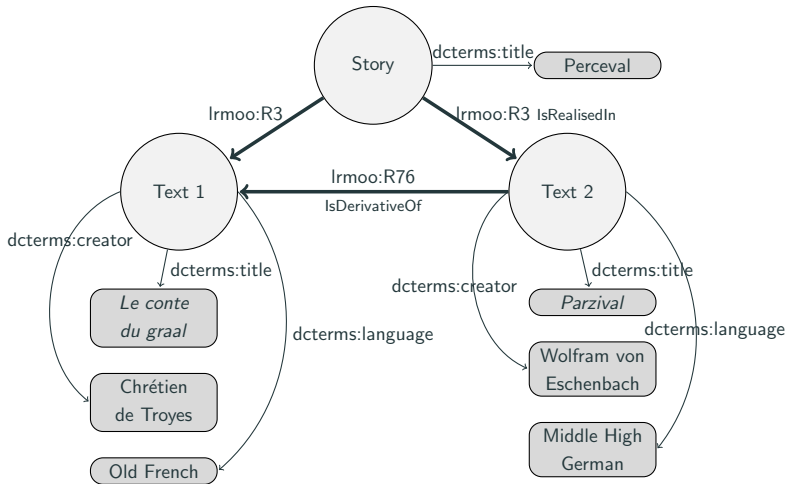 Story
dcterms:title
Perceval
lrmoo:R3
lrmoo:R3 IsRealisedIn
Text 1
lrmoo:R76
IsDerivativeOf
Text 2
dcterms:creator
dcterms:title
Le conte
du graal
dcterms:language
Chrétien
de Troyes
Old French
dcterms:creator
dcterms:title
Parzival
dcterms:language
Wolfram von
Eschenbach
Middle High
German